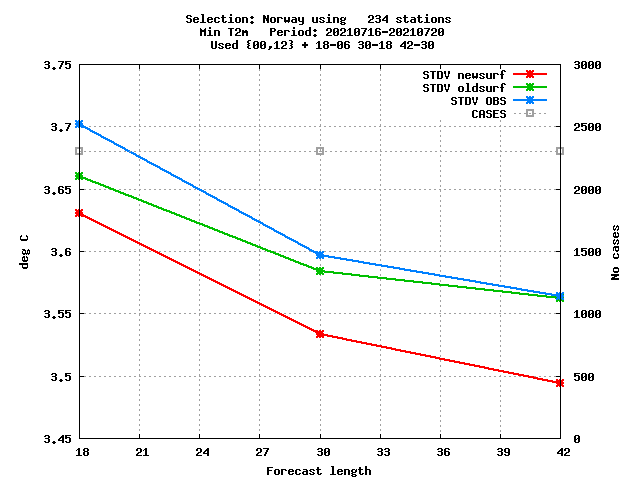 Selection: Norway using   234 stations
Min T2m   Period: 20210716-20210720
Used {00,12} + 18-06 30-18 42-30
STDV newsurf
STDV oldsurf
STDV OBS
CASES
deg C
3.75
3.7
3.65
3.6
3.55
3.5
3.45
3000
2500
2000
1500
1000
500
0
No cases
18 21 24 27 30 33 36 39 42
Forecast length